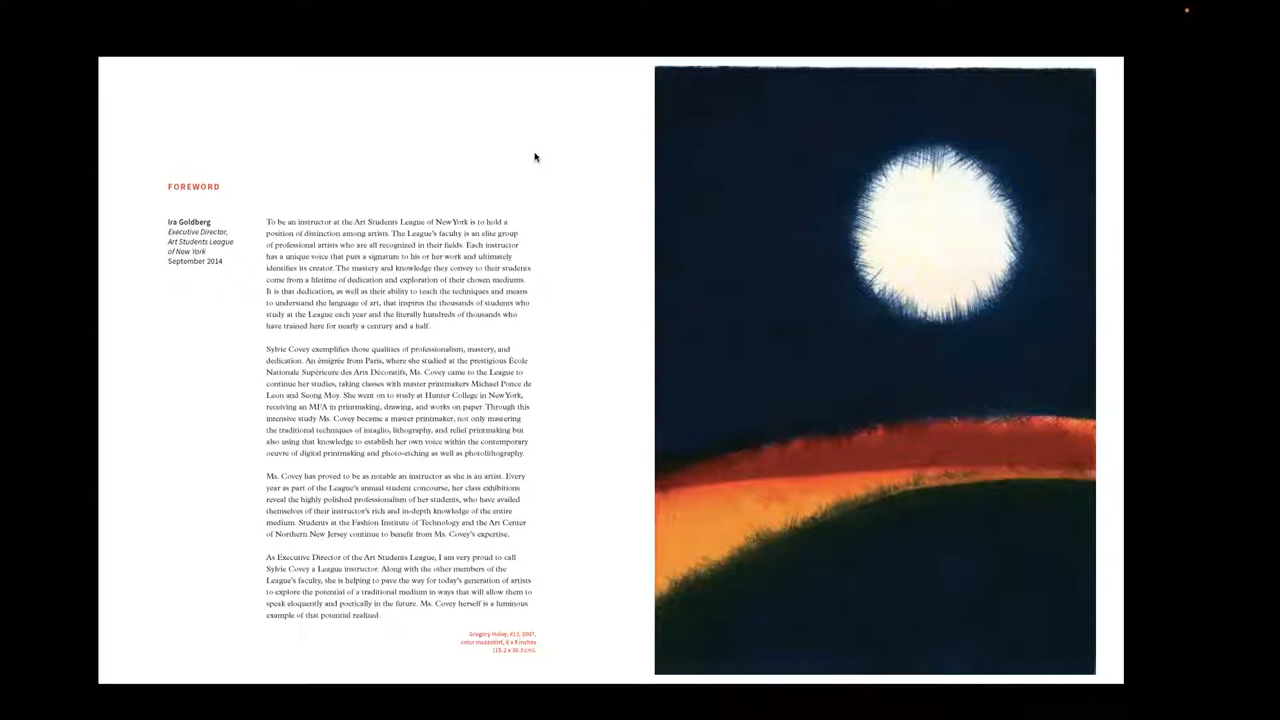 FOREWORD
Ira Goldberg
Executive Director,
Art Students League
of New York
September 2014
To be an instructor at the Art Students League of New York is to hold a
position of distinction among artists. The League's faculty is an elite group
of professional artists who are all recognized in their fields. Each instructor
has a unique voice that puts a signature to his or her work and ultimately
identifies its creator. The mastery and knowledge they convey to their students
come from a lifetime of dedication and exploration of their chosen mediums.
It is that dedication, as well as their ability to teach the techniques and means
to understand the language of art, that inspires the thousands of students who
study at the League each year and the literally hundreds of thousands who
have trained here for nearly a century and a half.
Sylvie Covey exemplifies those qualities of professionalism, mastery, and
dedication. An émigrée from Paris, where she studied at the prestigious École
Nationale Supérieure des Arts Décoratifs, Ms. Covey came to the League to
continue her studies, taking classes with master printmakers Michael Ponce de
Leon and Seong Moy. She went on to study at Hunter College in New York,
receiving an MFA in printmaking, drawing, and works on paper. Through this
intensive study Ms. Covey became a master printmaker, not only mastering
the traditional techniques of intaglio, lithography, and relief printmaking but
also using that knowledge to establish her own voice within the contemporary
oeuvre of digital printmaking and photo-etching as well as photolithography.
Ms. Covey has proved to be as notable an instructor as she is an artist. Every
year as part of the League's annual student concourse, her class exhibitions
reveal the highly polished professionalism of her students, who have availed
themselves of their instructor's rich and in-depth knowledge of the entire
medium. Students at the Fashion Institute of Technology and the Art Center
of Northern New Jersey continue to benefit from Ms. Covey's expertise.
As Executive Director of the Art Students League, I am very proud to call
Sylvie Covey a League instructor. Along with the other members of the
League's faculty, she is helping to pave the way for today's generation of artists
to explore the potential of a traditional medium in ways that will allow them to
speak eloquently and poetically in the future. Ms. Covey herself is a luminous
example of that potential realized.
Gregory Haley, 2007,
color mezzotint, 6 x 8 inches
(15.2 x 20.3 cm).